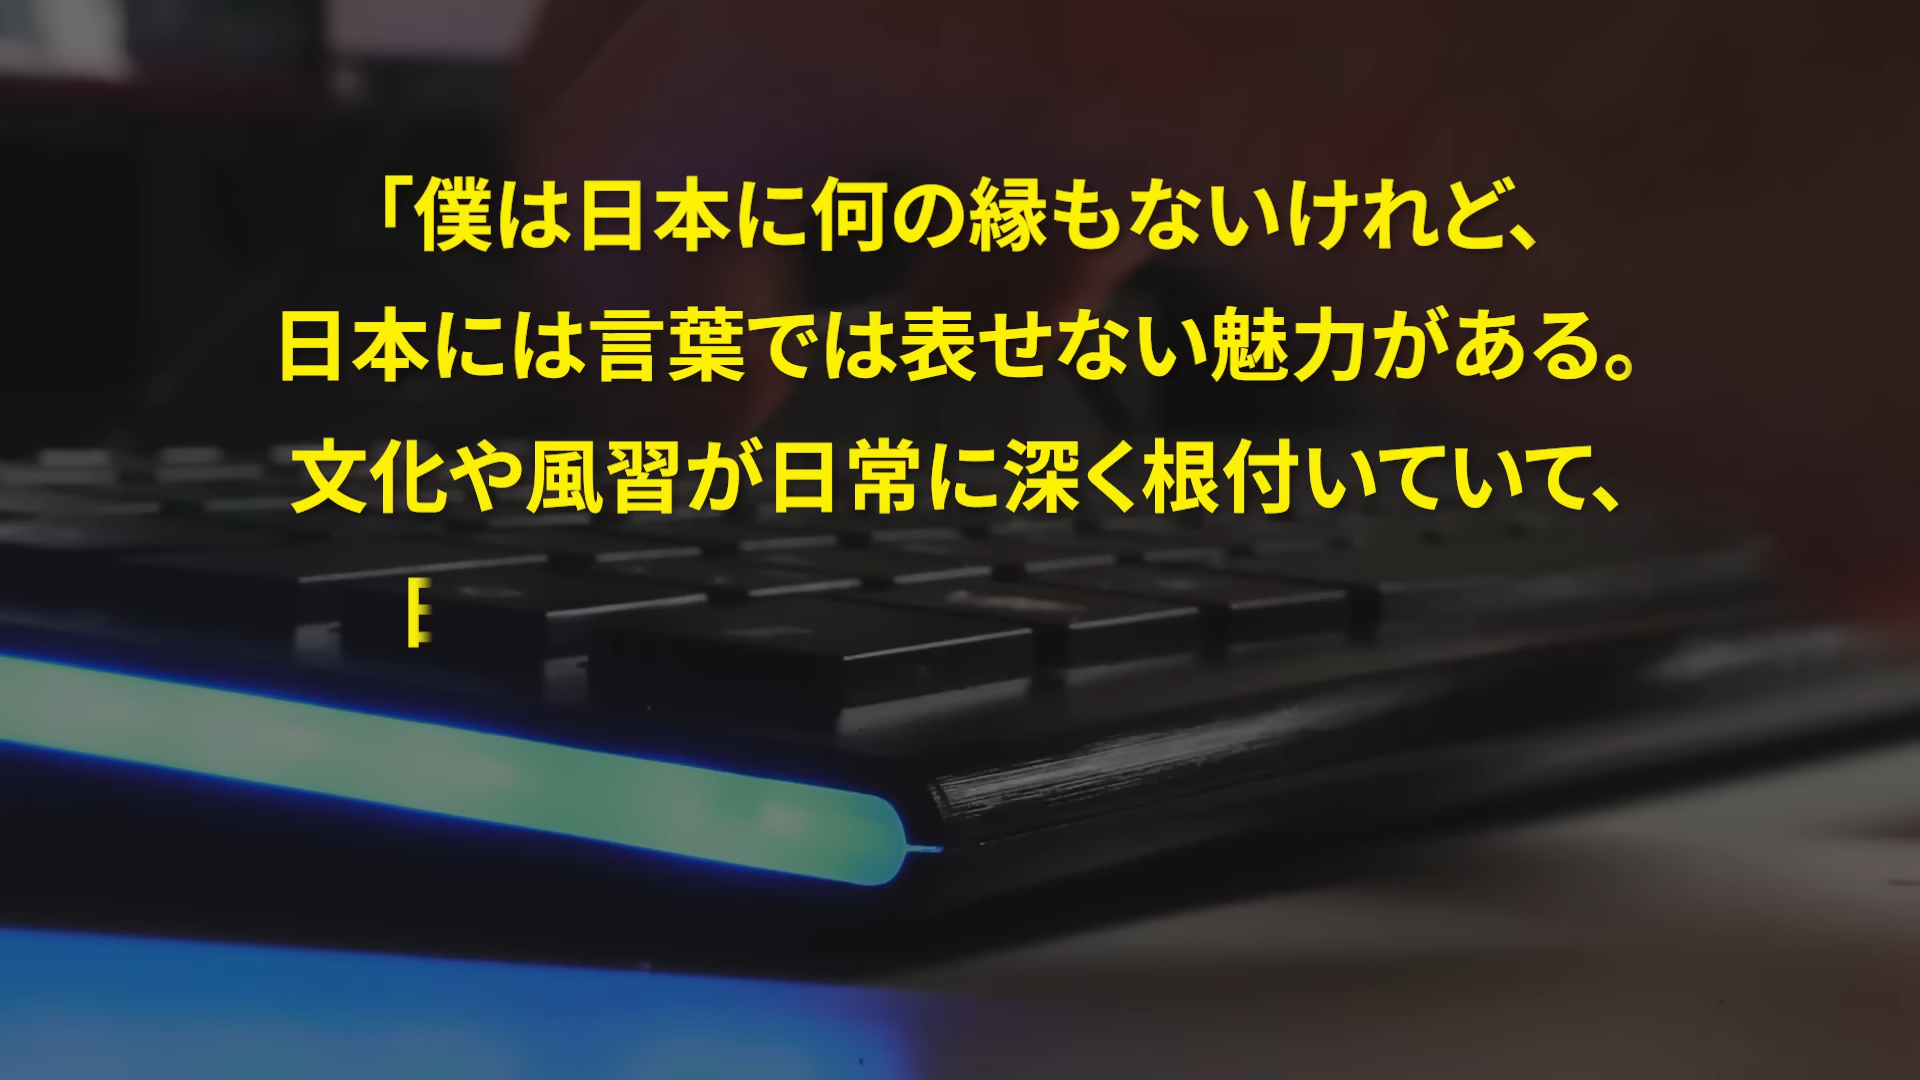 「僕は日本に何の縁もないけれど、
日本には言葉では表せない魅力がある。
文化や風習が日常に深く根付いていて、